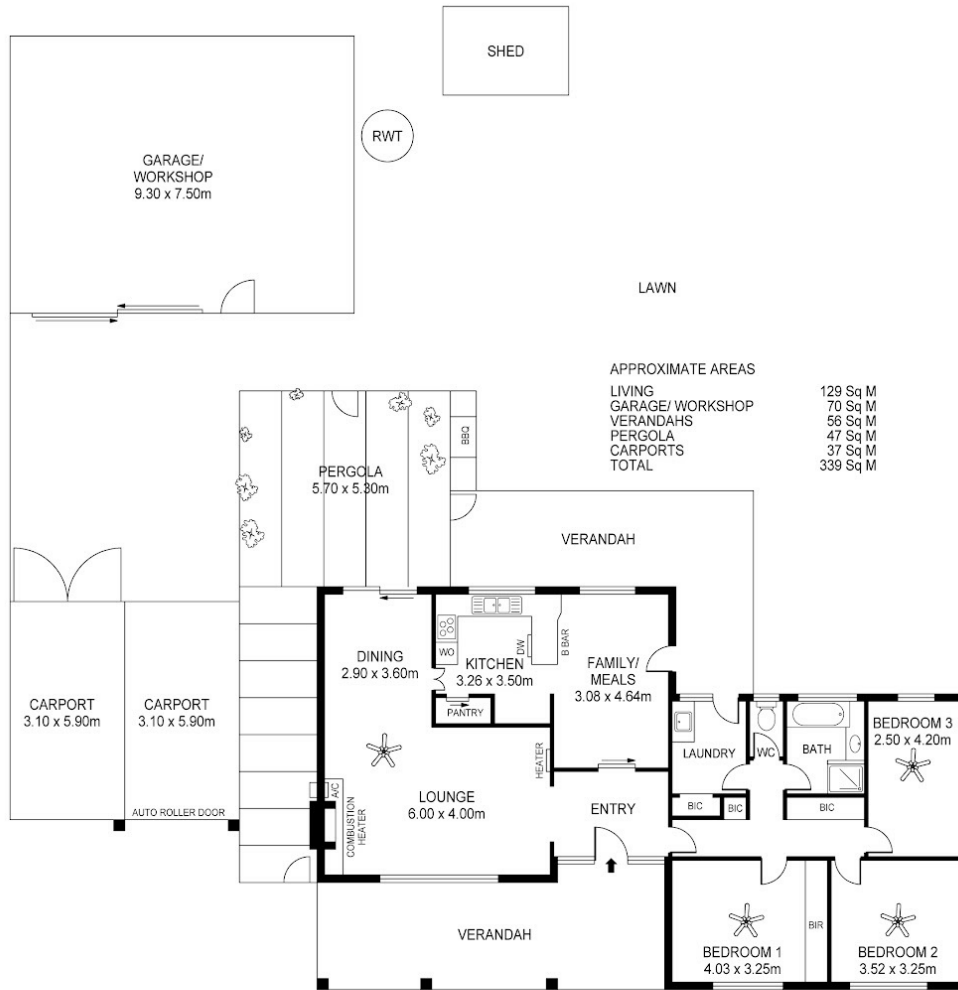 SHED
RWT
GARAGE/
WORKSHOP
9.30 x 7.50m
LAWN
APPROXIMATE AREAS
LIVING 129 Sq M
GARAGE/ WORKSHOP 70 Sq M
VERANDAHS 56 Sq M
PERGOLA 47 Sq M
CARPORTS 37 Sq M
TOTAL 339 Sq M
BBQ
PERGOLA
5.70 x 5.30m
VERANDAH
DINING
2.90 x 3.60m
WO
DW
B BAR
KITCHEN
3.26 x 3.50m
FAMILY/
MEALS
3.08 x 4.64m
PANTRY
CARPORT
3.10 x 5.90m
CARPORT
3.10 x 5.90m
AUTO ROLLER DOOR
LAUNDRY
WC
BATH
BEDROOM 3
2.50 x 4.20m
HEATER
A/C
COMBUSTION
HEATER
LOUNGE
6.00 x 4.00m
ENTRY
BIC
BIC
BIC
VERANDAH
BIR
BEDROOM 1
4.03 x 3.25m
BEDROOM 2
3.52 x 3.25m